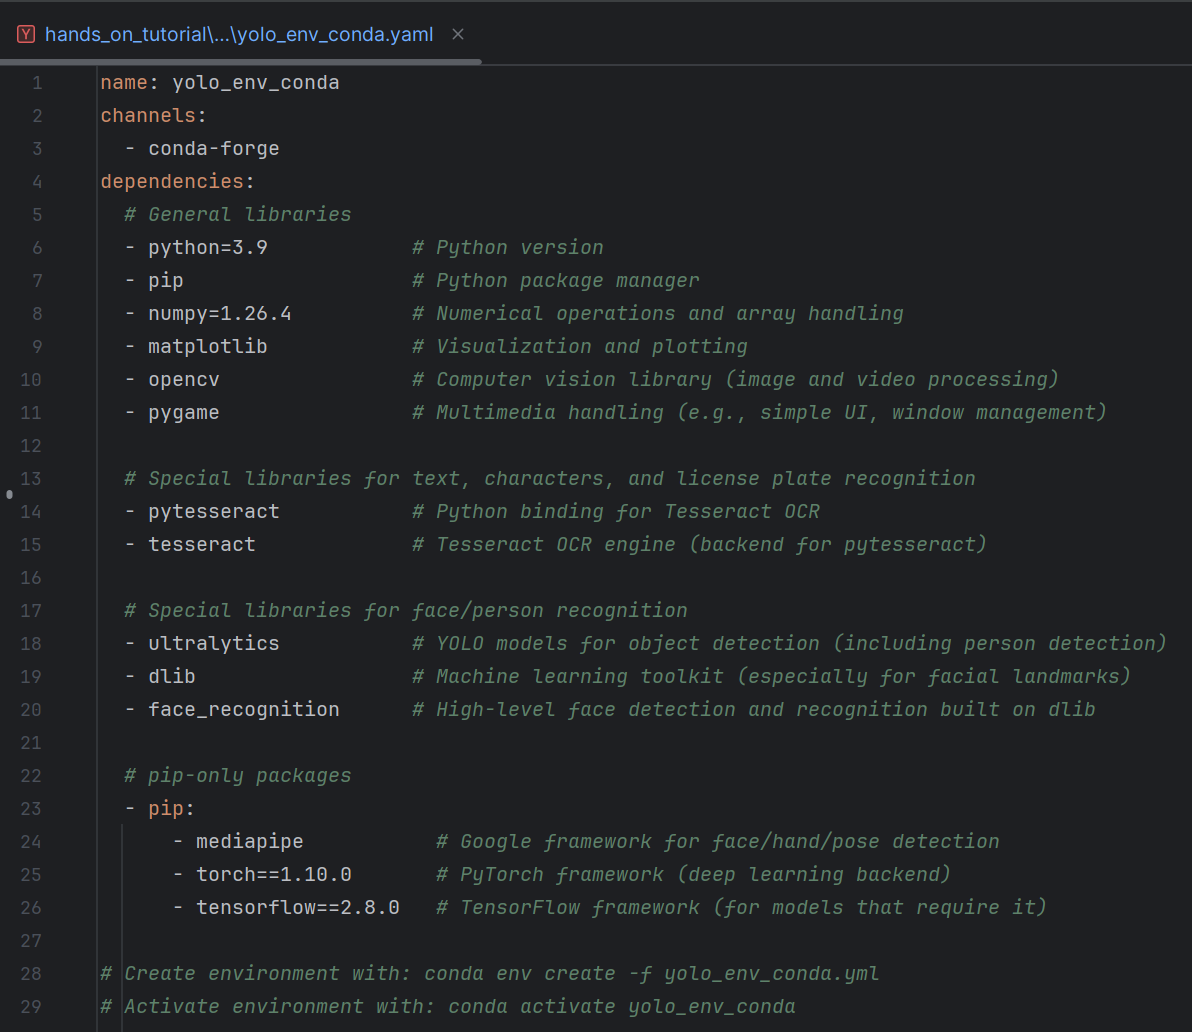 hands_on_tutorial\...\yolo_env_conda.yaml ×
1 name: yolo_env_conda
2 channels:
3   - conda-forge
4 dependencies:
5   # General libraries
6   - python=3.9            # Python version
7   - pip                   # Python package manager
8   - numpy=1.26.4          # Numerical operations and array handling
9   - matplotlib            # Visualization and plotting
10   - opencv                # Computer vision library (image and video processing)
11   - pygame                # Multimedia handling (e.g., simple UI, window management)
12
13   # Special libraries for text, characters, and license plate recognition
14   - pytesseract           # Python binding for Tesseract OCR
15   - tesseract             # Tesseract OCR engine (backend for pytesseract)
16
17   # Special libraries for face/person recognition
18   - ultralytics           # YOLO models for object detection (including person detection)
19   - dlib                  # Machine learning toolkit (especially for facial landmarks)
20   - face_recognition      # High-level face detection and recognition built on dlib
21
22   # pip-only packages
23   - pip:
24       - mediapipe           # Google framework for face/hand/pose detection
25       - torch==1.10.0       # PyTorch framework (deep learning backend)
26       - tensorflow==2.8.0   # TensorFlow framework (for models that require it)
27
28 # Create environment with: conda env create -f yolo_env_conda.yml
29 # Activate environment with: conda activate yolo_env_conda